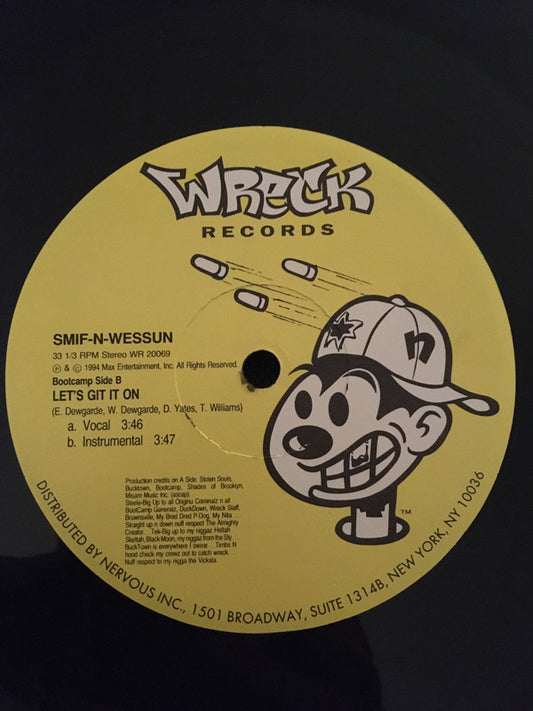 WRECK
RECORDS
SMIF-N-WESSUN
33 1/3 RPM Stereo WR 20069
℗ & © 1994 Max Entertainment, Inc. All Rights Reserved.
Bootcamp Side B
LET'S GIT IT ON
(E. Dewgarde, W. Dewgarde, D. Yates, T. Williams)
a. Vocal 3:46
b. Instrumental 3:47
n
Production credits on A Side. Stolen Souls,
Bucktown, Bootcamp, Shades of Brooklyn,
Misam Music Inc. (ascap).
Steele-Big Up to all Originu Criminalz n all
BootCamp Generalz, DuckDown, Wreck Staff,
Brownsville, My Bred Dred P-Dog, My Nita
Straight up n down nuff respect The Almighty
Creator. Tek-Big up to my niggaz Heltah
Skeltah, Black Moon, my niggaz from the Sty.
BuckTown is everywhere I swear. Timbs N
hood check my crewz out to catch wreck.
Nuff respect to my nigga the Vicksta.
TM
DISTRIBUTED BY NERVOUS INC., 1501 BROADWAY, SUITE 1314B, NEW YORK, NY 10036